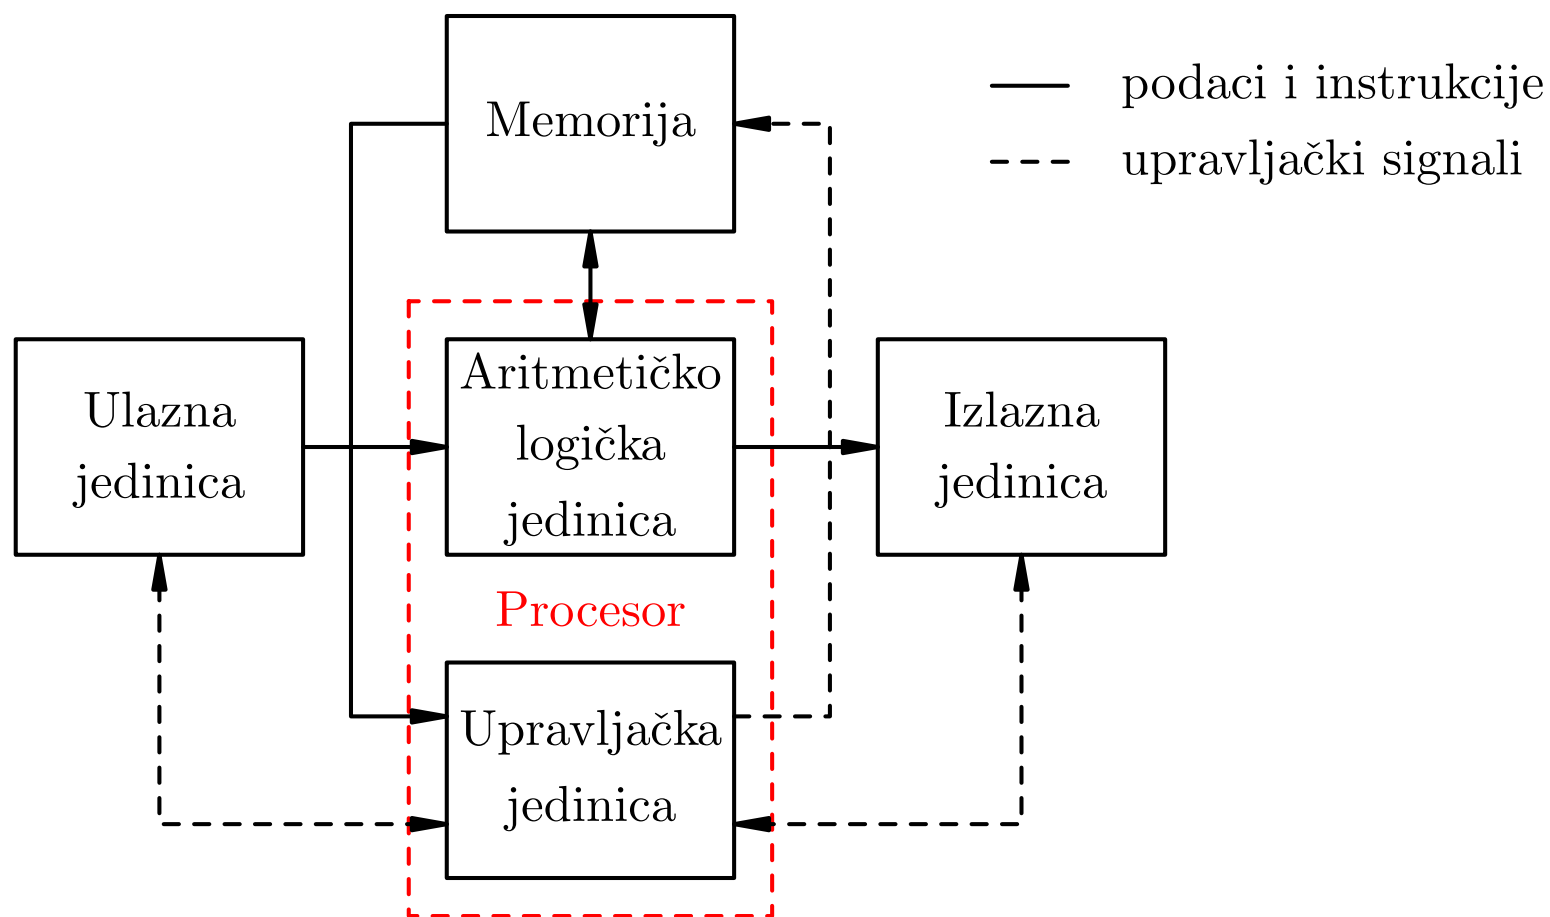 Memorija
podaci i instrukcije
upravljački signali
Ulazna
jedinica
Aritmetičko
logička
jedinica
Izlazna
jedinica
Procesor
Upravljačka
jedinica